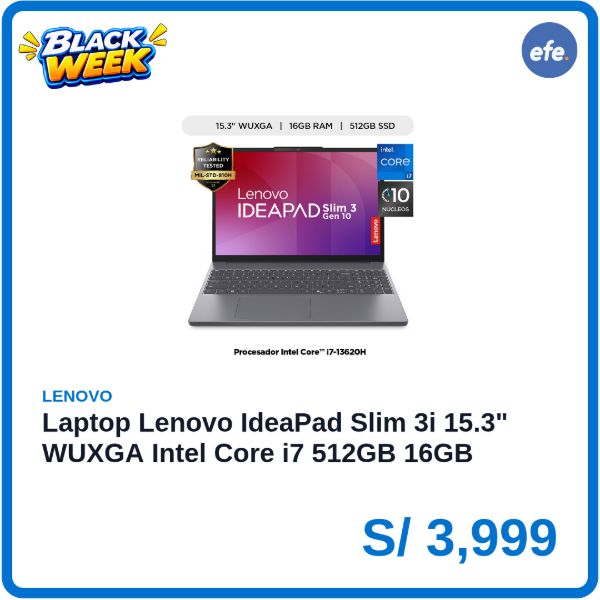 BLACK
WEEK
efe.
15.3" WUXGA | 16GB RAM | 512GB SSD
RELIABILITY
TESTED
MIL-STD-810H
intel.
CORE
i7
10
NÚCLEOS
Lenovo
IDEAPAD Slim 3
Gen 10
Lenovo
Procesador Intel Core™ i7-13620H
LENOVO
Laptop Lenovo IdeaPad Slim 3i 15.3"
WUXGA Intel Core i7 512GB 16GB
S/ 3,999